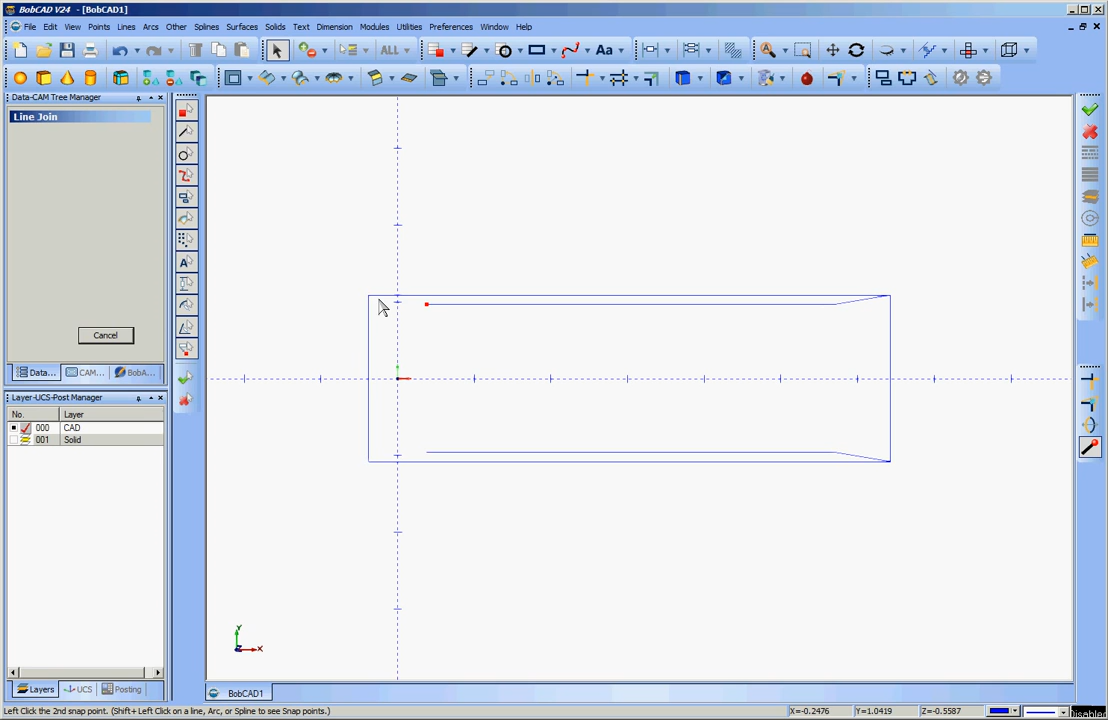 BobCAD V24 - [BobCAD1]
File Edit View Points Lines Arcs Other Splines Surfaces Solids Text Dimension Modules Utilities Preferences Window Help
ALL Aa
Data-CAM Tree Manager
Line Join
A
Cancel
Data... CAM... BobA...
Layer-UCS-Post Manager
No. Layer
000 CAD
001 Solid
Y
X
Layers UCS Posting
BobCAD1
Left Click the 2nd snap point. (Shift+ Left Click on a line, Arc, or Spline to see Snap points.) X=-0.2476 Y=1.0419 Z=-0.5587 Disabled